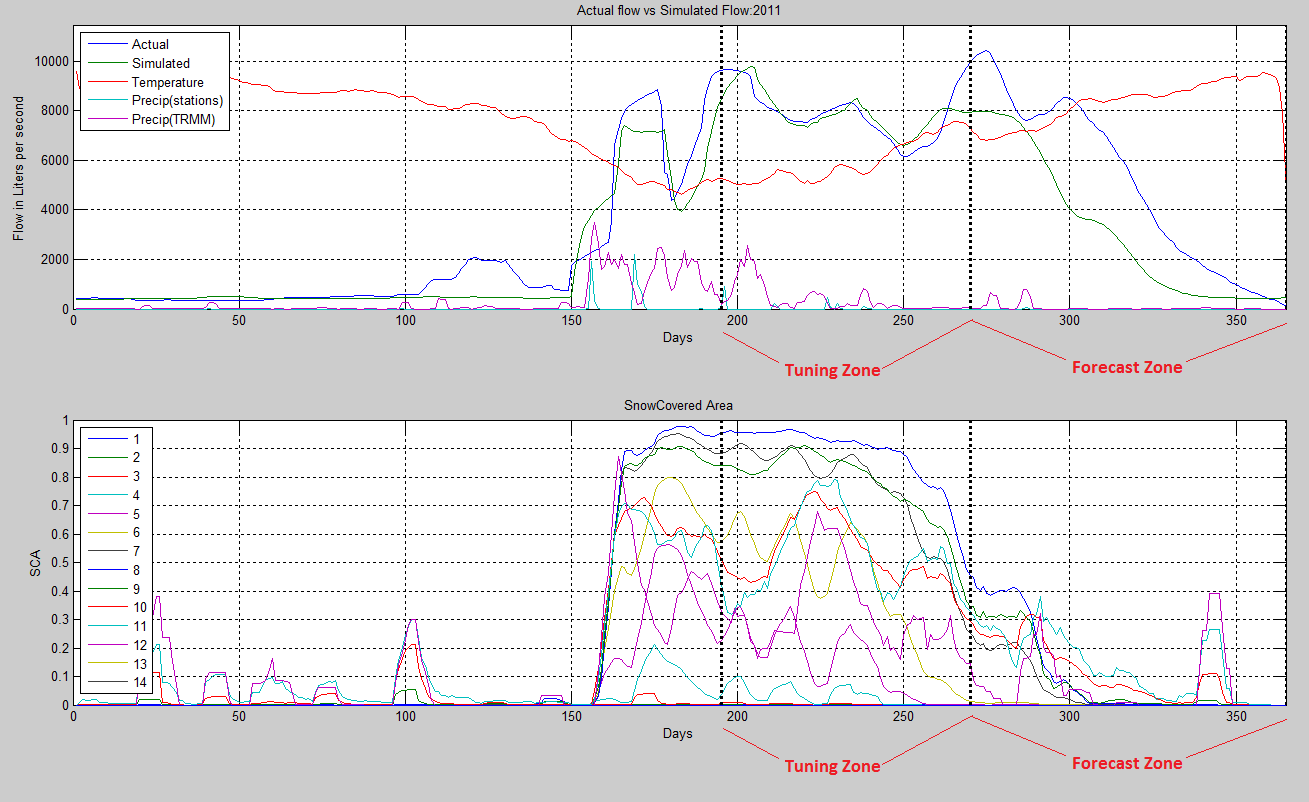 Actual flow vs Simulated Flow:2011
Actual
Simulated
Temperature
Precip(stations)
Precip(TRMM)
Flow in Liters per second
10000
8000
6000
4000
2000
0
0 50 100 150 200 250 300 350
Days
Tuning Zone
Forecast Zone
SnowCovered Area
1
2
3
4
5
6
7
8
9
10
11
12
13
14
SCA
1
0.9
0.8
0.7
0.6
0.5
0.4
0.3
0.2
0.1
0
0 50 100 150 200 250 300 350
Days
Tuning Zone
Forecast Zone